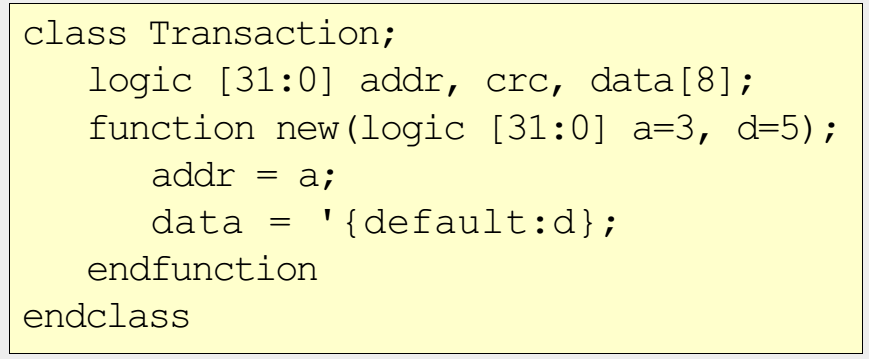 class Transaction;
logic [31:0] addr, crc, data[8];
function new(logic [31:0] a=3, d=5);
addr = a;
data = '{default:d};
endfunction
endclass